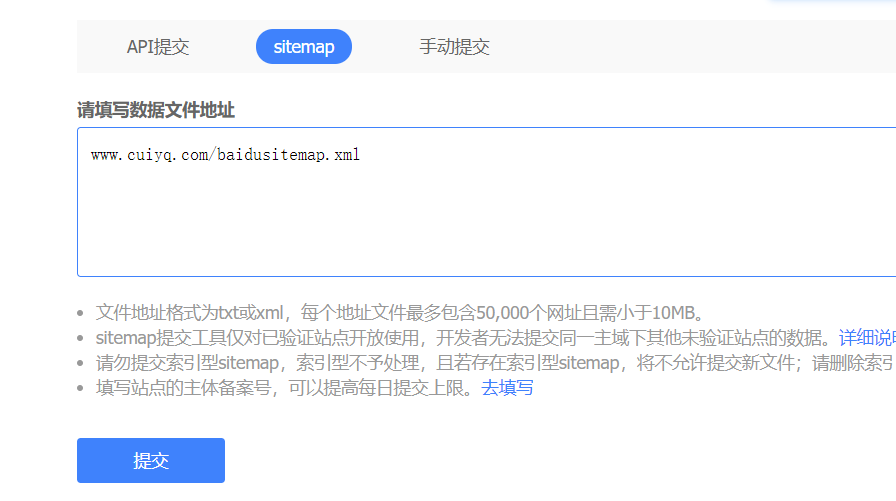 API提交 sitemap 手动提交
请填写数据文件地址
www.cuiyq.com/baidusitemap.xml
文件地址格式为txt或xml，每个地址文件最多包含50,000个网址且需小于10MB。
sitemap提交工具仅对已验证站点开放使用，开发者无法提交同一主域下其他未验证站点的数据。详细说
请勿提交索引型sitemap，索引型不予处理，且若存在索引型sitemap，将不允许提交新文件；请删除索引
填写站点的主体备案号，可以提高每日提交上限。去填写
提交